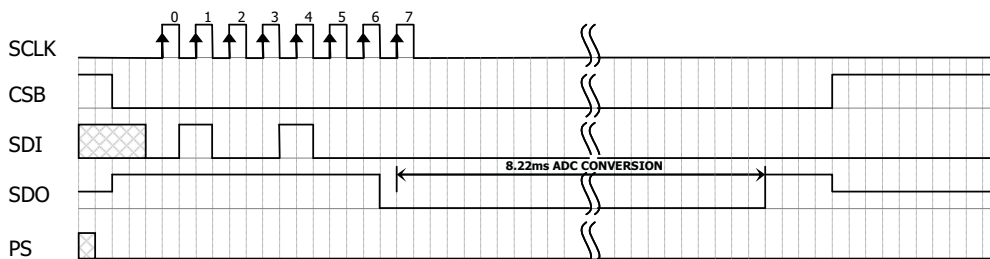 0 1 2 3 4 5 6 7
SCLK
CSB
SDI
8.22ms ADC CONVERSION
SDO
PS